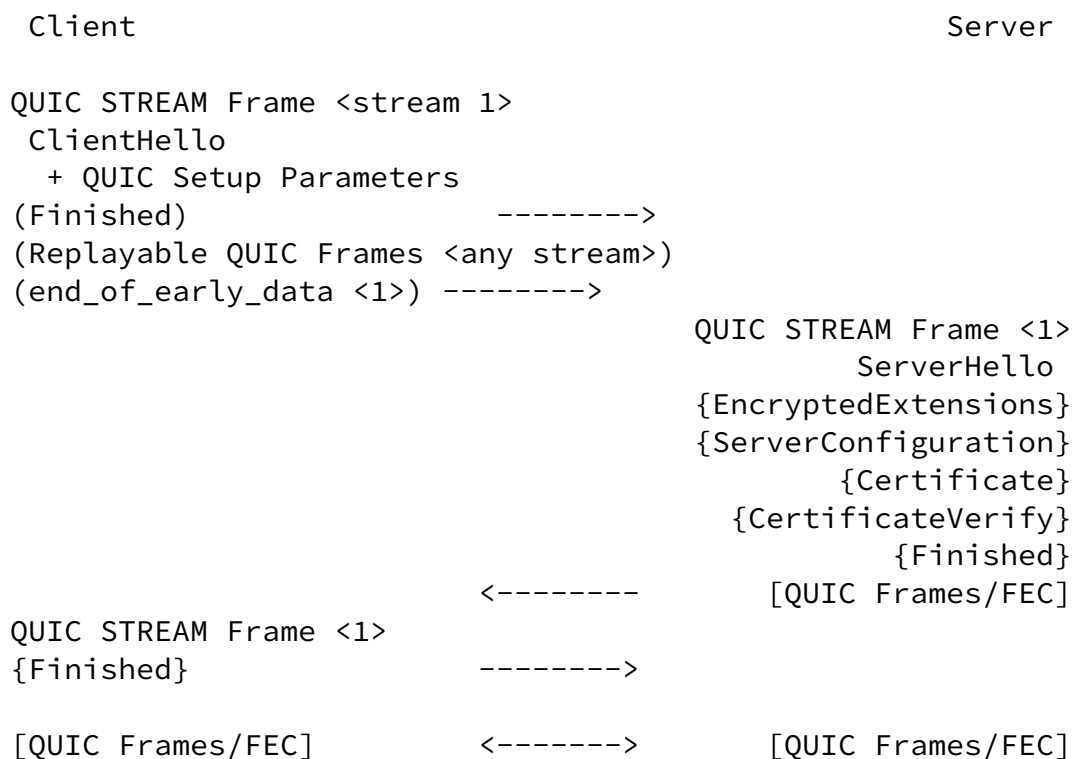 Client                                             Server

QUIC STREAM Frame <stream 1>
 ClientHello
  + QUIC Setup Parameters
(Finished)                 -------->
(Replayable QUIC Frames <any stream>)
(end_of_early_data <1>) -------->
                                      QUIC STREAM Frame <1>
                                               ServerHello
                                      {EncryptedExtensions}
                                      {ServerConfiguration}
                                              {Certificate}
                                        {CertificateVerify}
                                                 {Finished}
                          <--------       [QUIC Frames/FEC]
QUIC STREAM Frame <1>
{Finished}                -------->

[QUIC Frames/FEC]         <------->       [QUIC Frames/FEC]